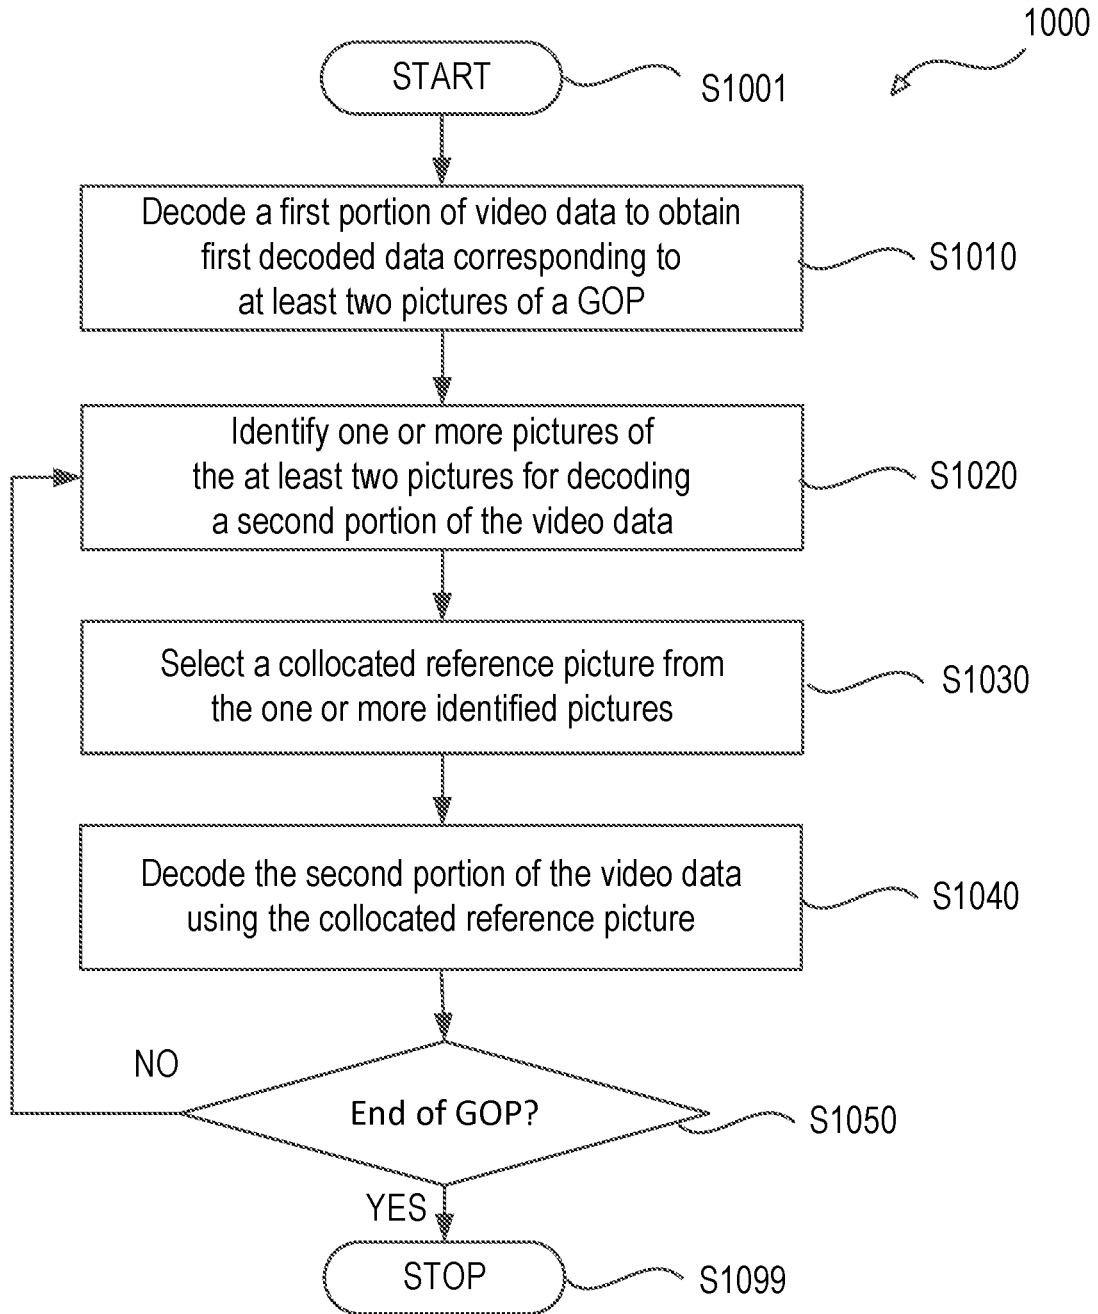 1000
START
S1001
Decode a first portion of video data to obtain
first decoded data corresponding to
at least two pictures of a GOP
S1010
Identify one or more pictures of
the at least two pictures for decoding
a second portion of the video data
S1020
Select a collocated reference picture from
the one or more identified pictures
S1030
Decode the second portion of the video data
using the collocated reference picture
S1040
NO
End of GOP?
S1050
YES
STOP
S1099